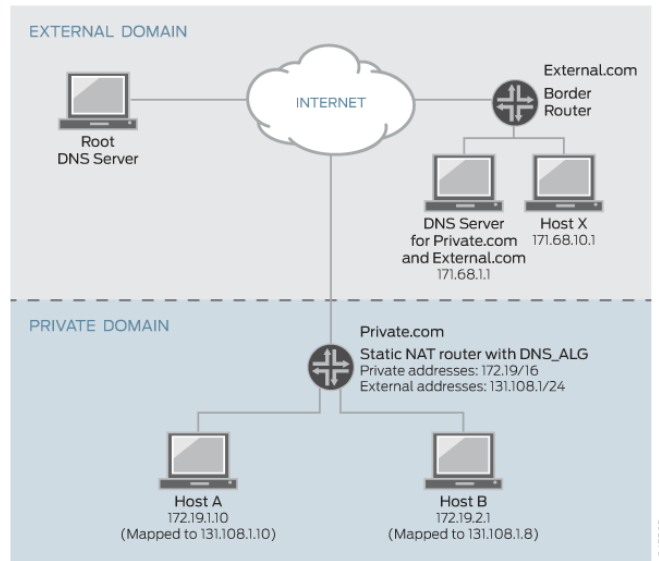 EXTERNAL DOMAIN
INTERNET
Root
DNS Server
External.com
Border
Router
DNS Server
for Private.com
and External.com
171.68.1.1
Host X
171.68.10.1
PRIVATE DOMAIN
Private.com
Static NAT router with DNS_ALG
Private addresses: 172.19/16
External addresses: 131.108.1/24
Host A
172.19.1.10
(Mapped to 131.108.1.10)
Host B
172.19.2.1
(Mapped to 131.108.1.8)